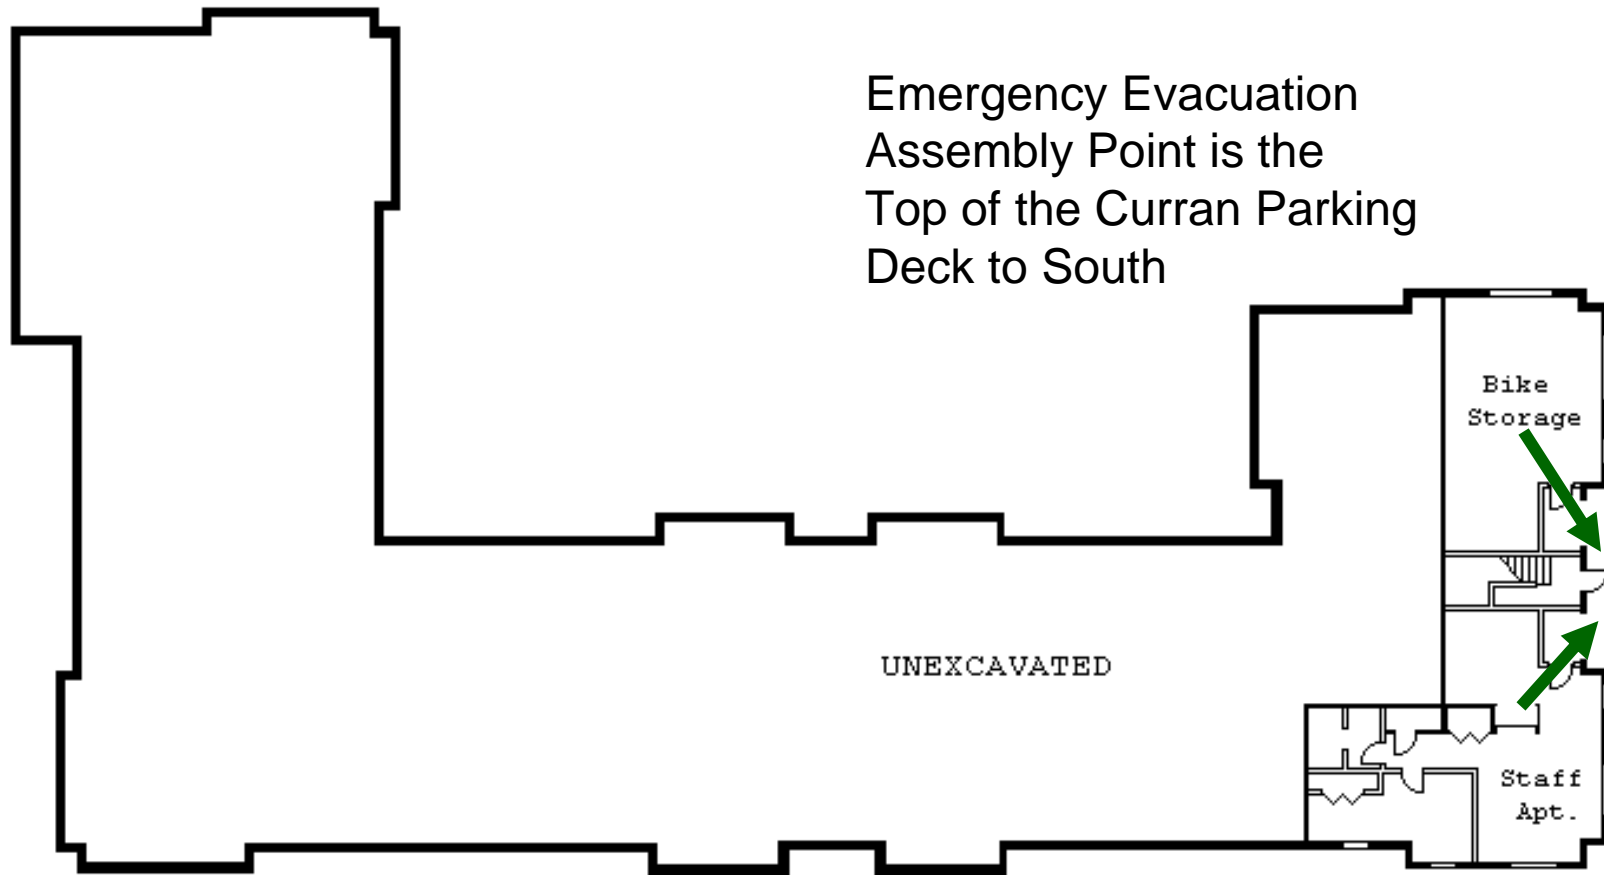 Emergency Evacuation
Assembly Point is the
Top of the Curran Parking
Deck to South
Bike
Storage
UNEXCAVATED
Staff
Apt.